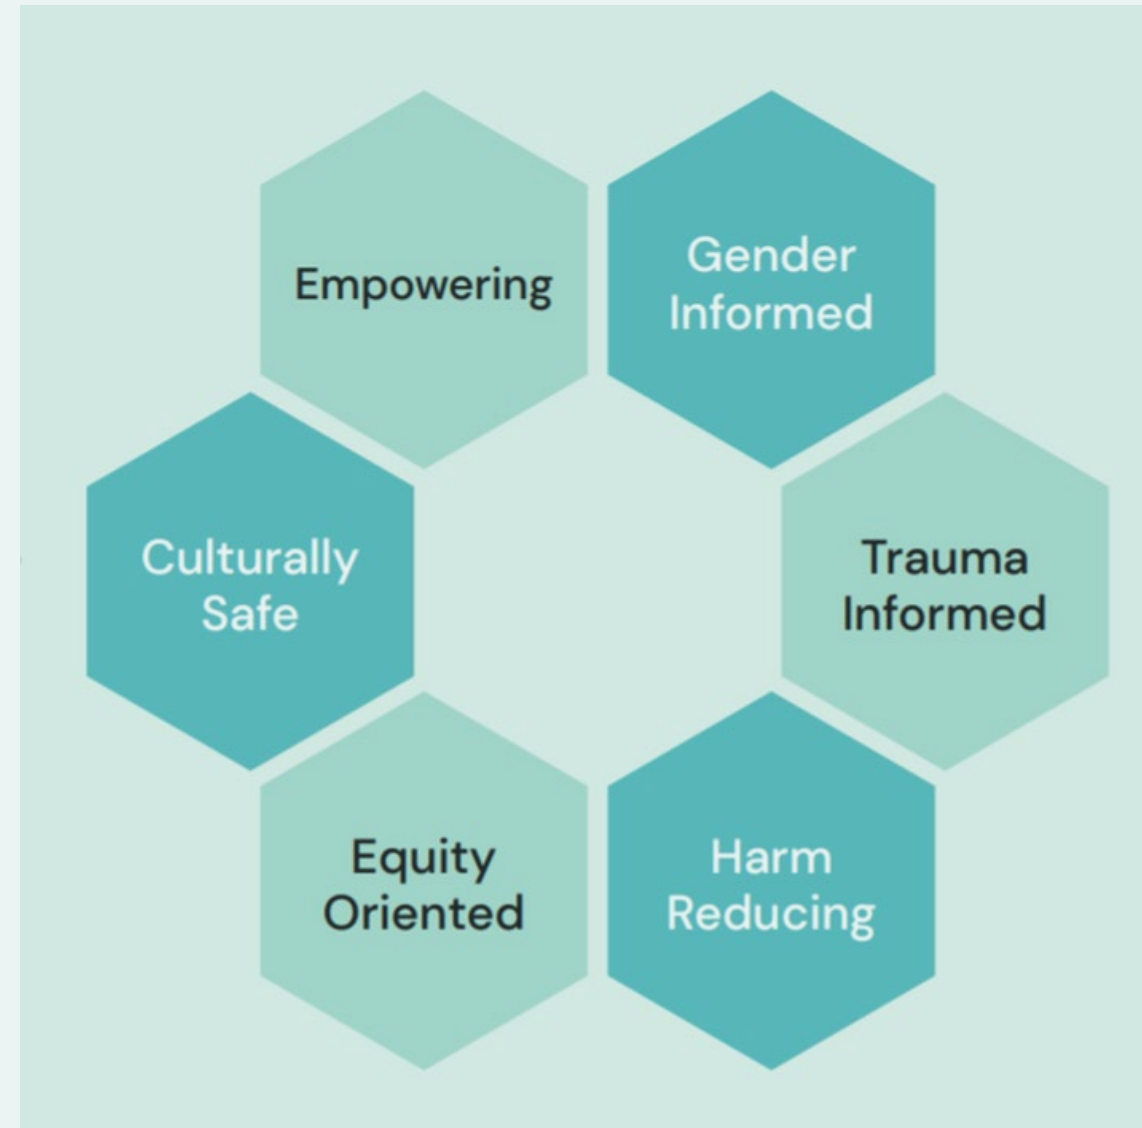 Empowering
Gender
Informed
Culturally
Safe
Trauma
Informed
Equity
Oriented
Harm
Reducing